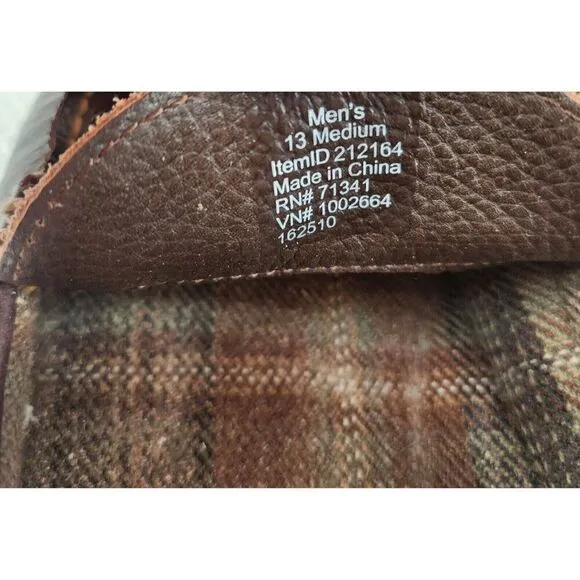 Men's
13 Medium
ItemID 212164
Made in China
RN# 71341
VN# 1002664
162510